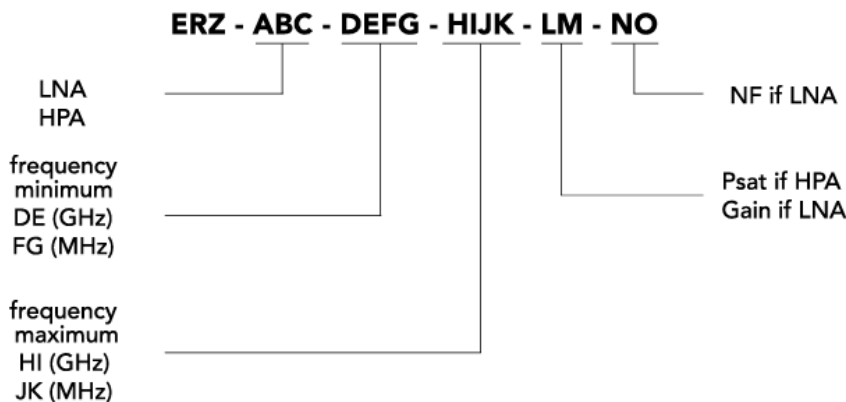 ERZ - ABC - DEFG - HIJK - LM - NO
LNA
HPA
NF if LNA
frequency
minimum
DE (GHz)
FG (MHz)
Psat if HPA
Gain if LNA
frequency
maximum
HI (GHz)
JK (MHz)